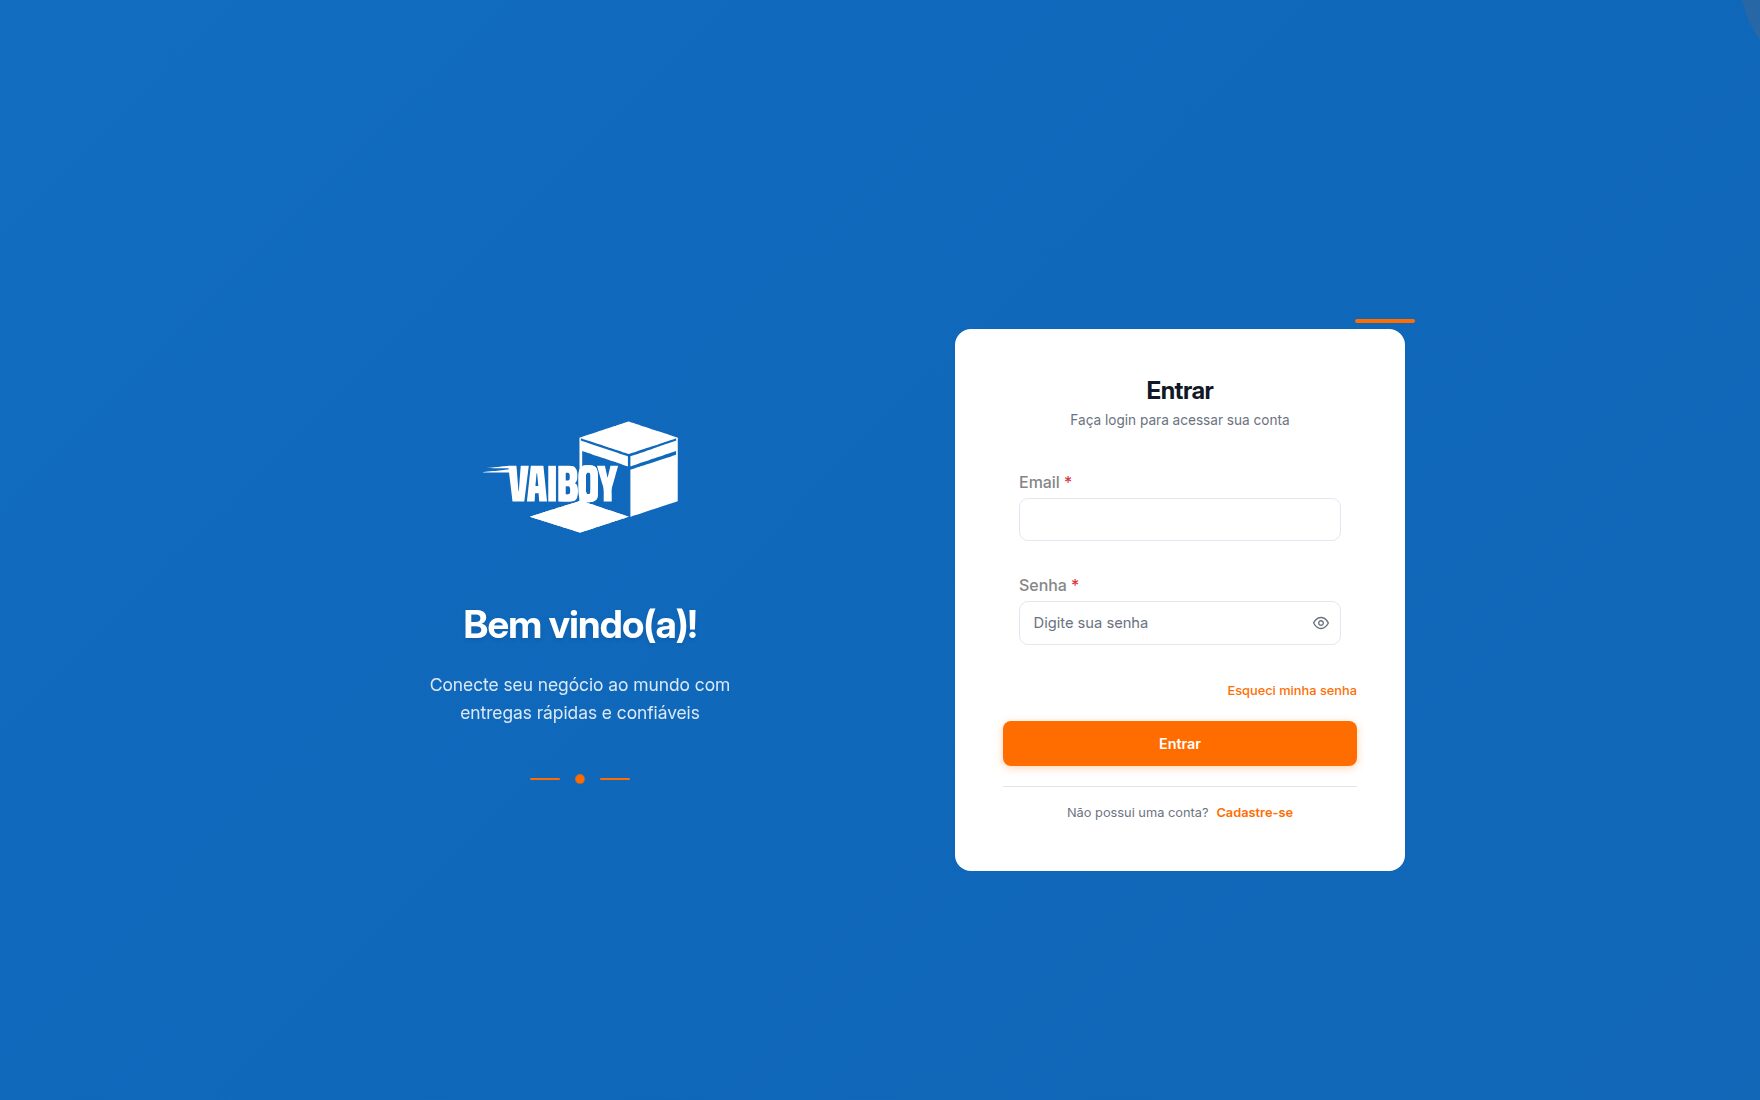 VAIBOY
Bem vindo(a)!
Conecte seu negócio ao mundo com
entregas rápidas e confiáveis
Entrar
Faça login para acessar sua conta
Email *
Senha *
Digite sua senha
Esqueci minha senha
Entrar
Não possui uma conta? Cadastre-se